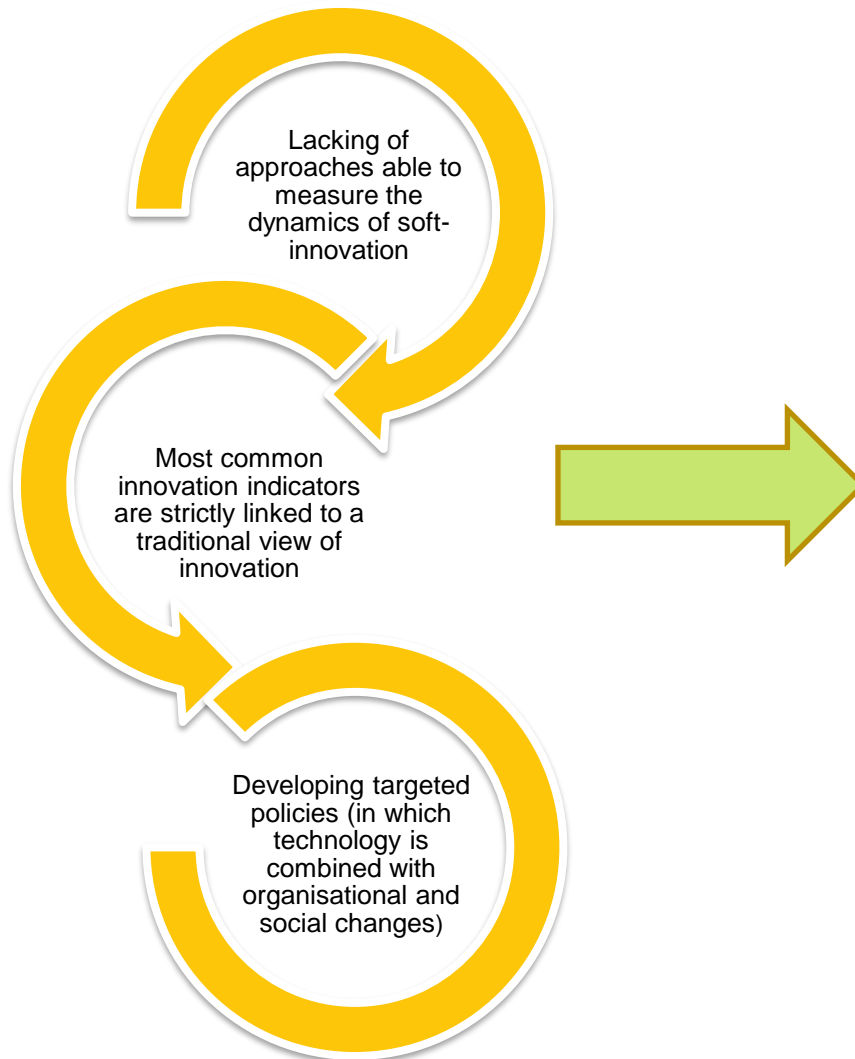 Lacking of
approaches able to
measure the
dynamics of soft-
innovation
Most common
innovation indicators
are strictly linked to a
traditional view of
innovation
Developing targeted
policies (in which
technology is
combined with
organisational and
social changes)